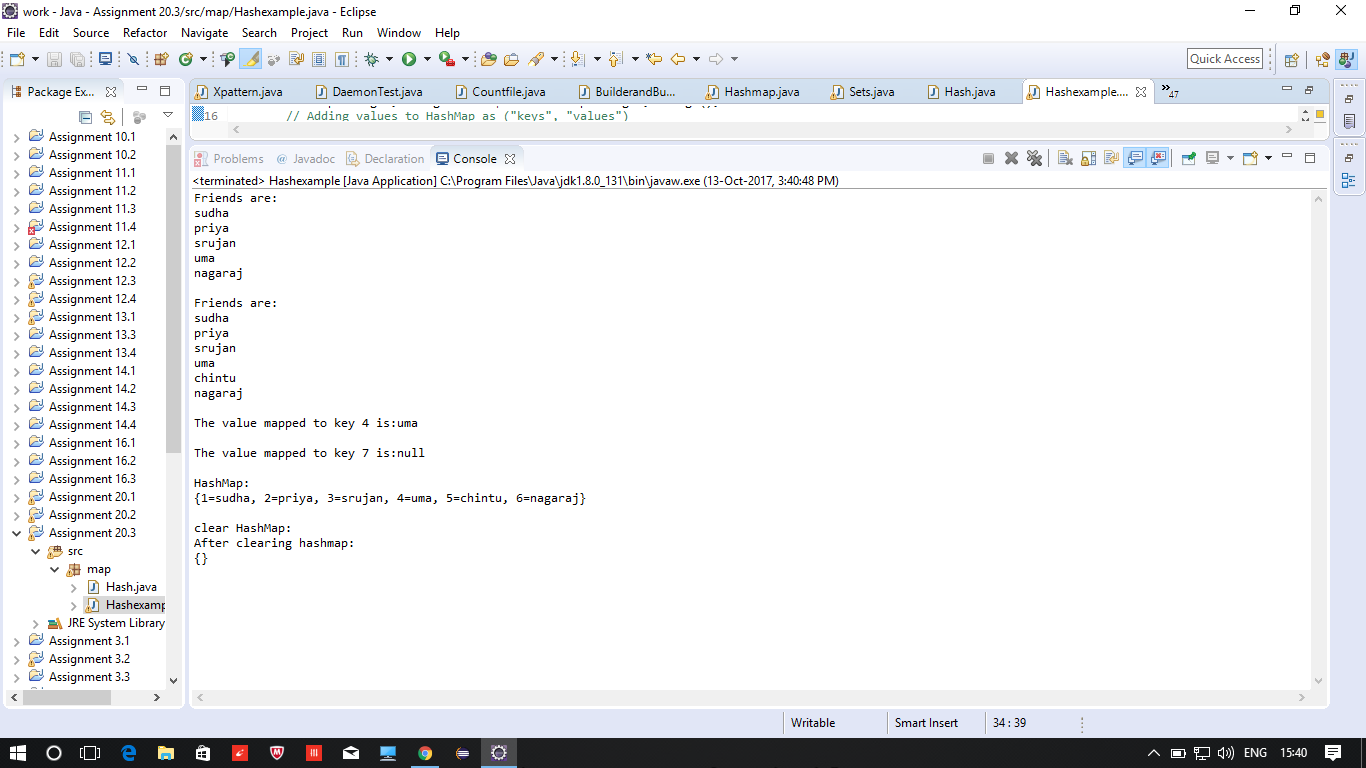 work - Java - Assignment 20.3/src/map/Hashexample.java - Eclipse
File Edit Source Refactor Navigate Search Project Run Window Help
Quick Access
Package Ex...
Xpattern.java DaemonTest.java Countfile.java BuilderandBu... Hashmap.java Sets.java Hash.java Hashexample.... »47
16 // Adding values to HashMap as ("keys", "values")
Problems @ Javadoc Declaration Console
<terminated> Hashexample [Java Application] C:\Program Files\Java\jdk1.8.0_131\bin\javaw.exe (13-Oct-2017, 3:40:48 PM)
Friends are:
sudha
priya
srujan
uma
nagaraj
Friends are:
sudha
priya
srujan
uma
chintu
nagaraj
The value mapped to key 4 is:uma
The value mapped to key 7 is:null
HashMap:
{1=sudha, 2=priya, 3=srujan, 4=uma, 5=chintu, 6=nagaraj}
clear HashMap:
After clearing hashmap:
{}
Assignment 10.1
Assignment 10.2
Assignment 11.1
Assignment 11.2
Assignment 11.3
Assignment 11.4
Assignment 12.1
Assignment 12.2
Assignment 12.3
Assignment 12.4
Assignment 13.1
Assignment 13.3
Assignment 13.4
Assignment 14.1
Assignment 14.2
Assignment 14.3
Assignment 14.4
Assignment 16.1
Assignment 16.2
Assignment 16.3
Assignment 20.1
Assignment 20.2
Assignment 20.3
src
map
Hash.java
Hashexamp
JRE System Library
Assignment 3.1
Assignment 3.2
Assignment 3.3
Writable Smart Insert 34 : 39
ENG 15:40